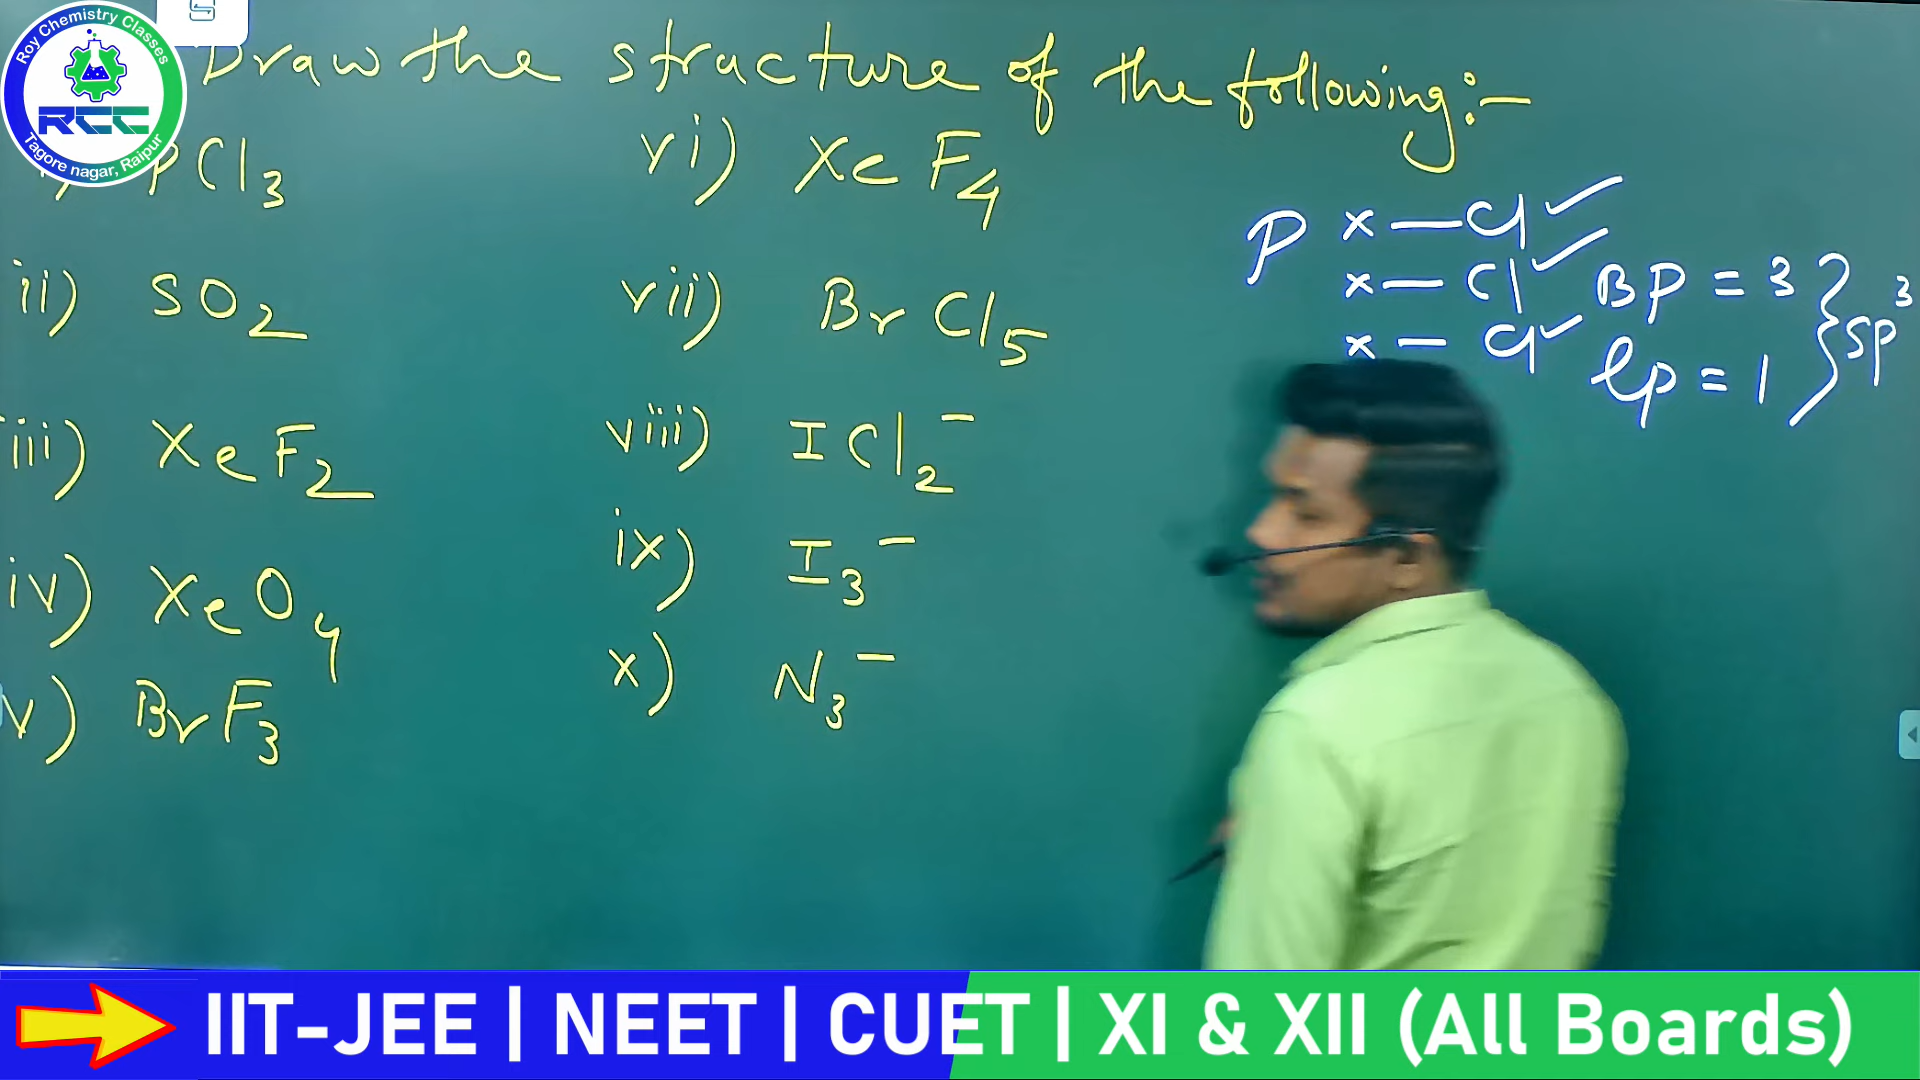 Roy Chemistry Classes
RCC
Tagore nagar, Raipur
Draw the structure of the following:-
i) PCl3
ii) SO2
iii) XeF2
iv) XeO4
v) BrF3
vi) XeF4
vii) BrCl5
viii) ICl2-
ix) I3-
x) N3-
P x — Cl ✓
x — Cl ✓
x — Cl ✓
BP = 3
lp = 1
} sp3
IIT-JEE | NEET | CUET | XI & XII (All Boards)